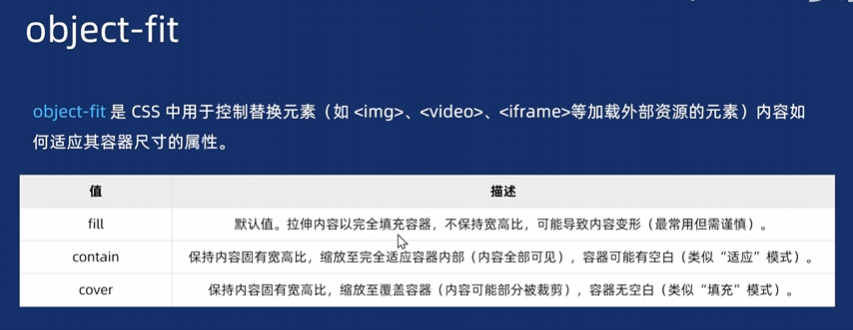 object-fit
object-fit 是 CSS 中用于控制替换元素（如 <img>、<video>、<iframe>等加载外部资源的元素）内容如
何适应其容器尺寸的属性。
值 描述
fill 默认值。拉伸内容以完全填充容器，不保持宽高比，可能导致内容变形（最常用但需谨慎）。
contain 保持内容固有宽高比，缩放至完全适应容器内部（内容全部可见），容器可能有空白（类似“适应”模式）。
cover 保持内容固有宽高比，缩放至覆盖容器（内容可能部分被裁剪），容器无空白（类似“填充”模式）。